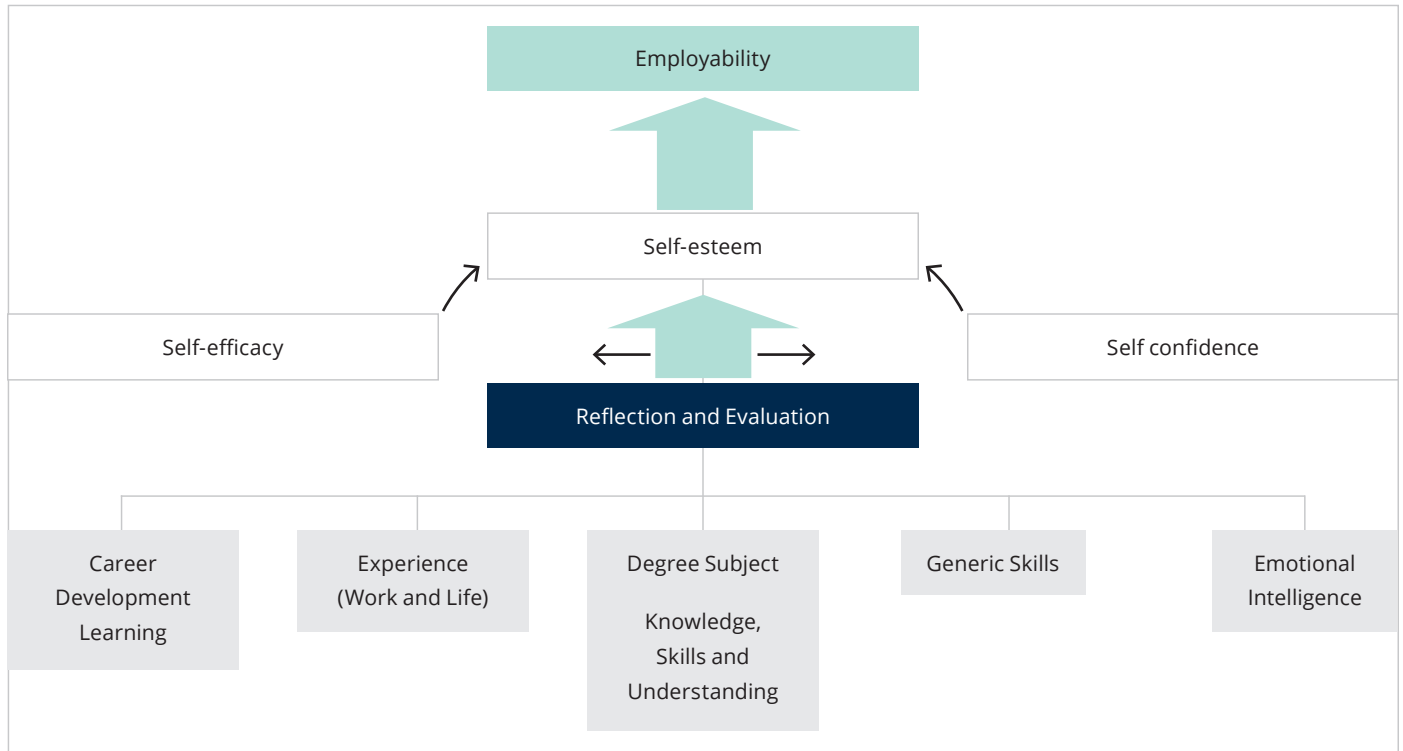 Employability
Self-esteem
Self-efficacy
Self confidence
Reflection and Evaluation
Career
Development
Learning
Experience
(Work and Life)
Degree Subject
Knowledge,
Skills and
Understanding
Generic Skills
Emotional
Intelligence